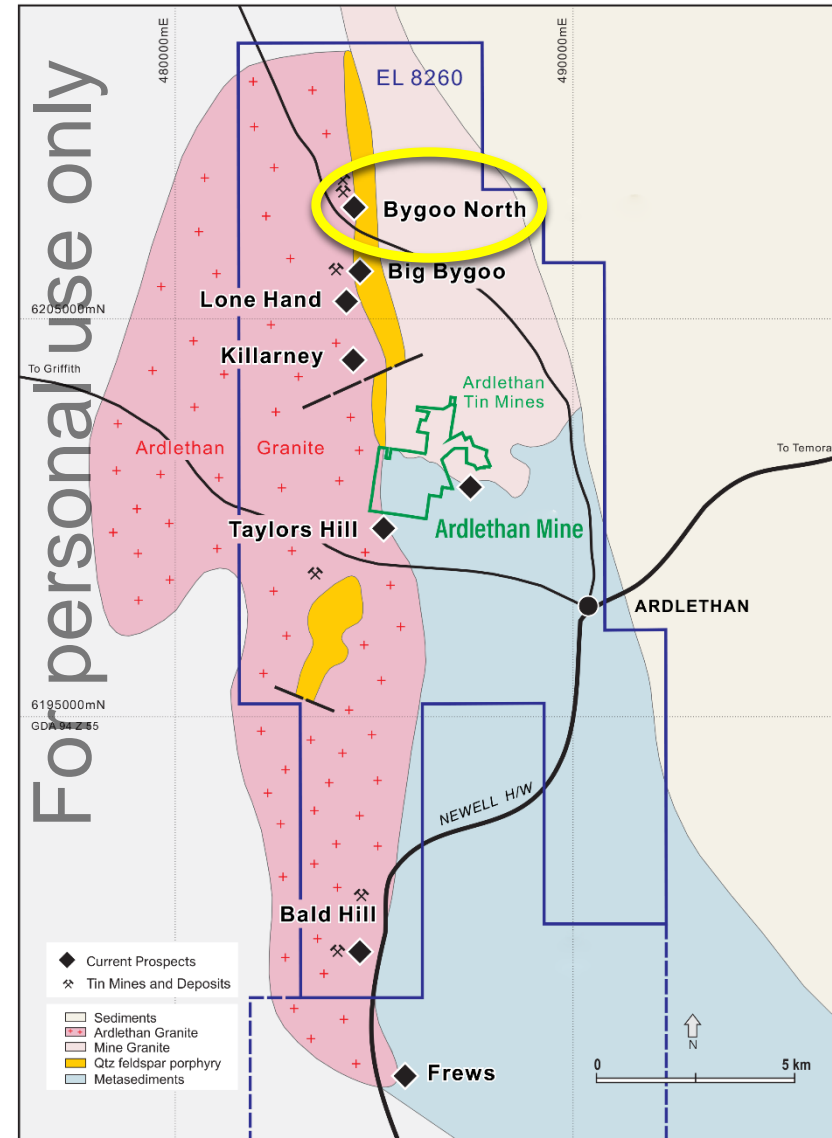 For personal use only
480000mE
490000mE
EL 8260
Bygoo North
Big Bygoo
Lone Hand
6205000mN
Killarney
To Griffith
Ardlethan
Tin Mines
Ardlethan Granite
To Temora
Taylors Hill
Ardlethan Mine
ARDLETHAN
6195000mN
GDA 94 Z 55
NEWELL H/W
Bald Hill
Current Prospects
Tin Mines and Deposits
Sediments
Ardlethan Granite
Mine Granite
Qtz feldspar porphyry
Metasediments
Frews
N
0 5 km